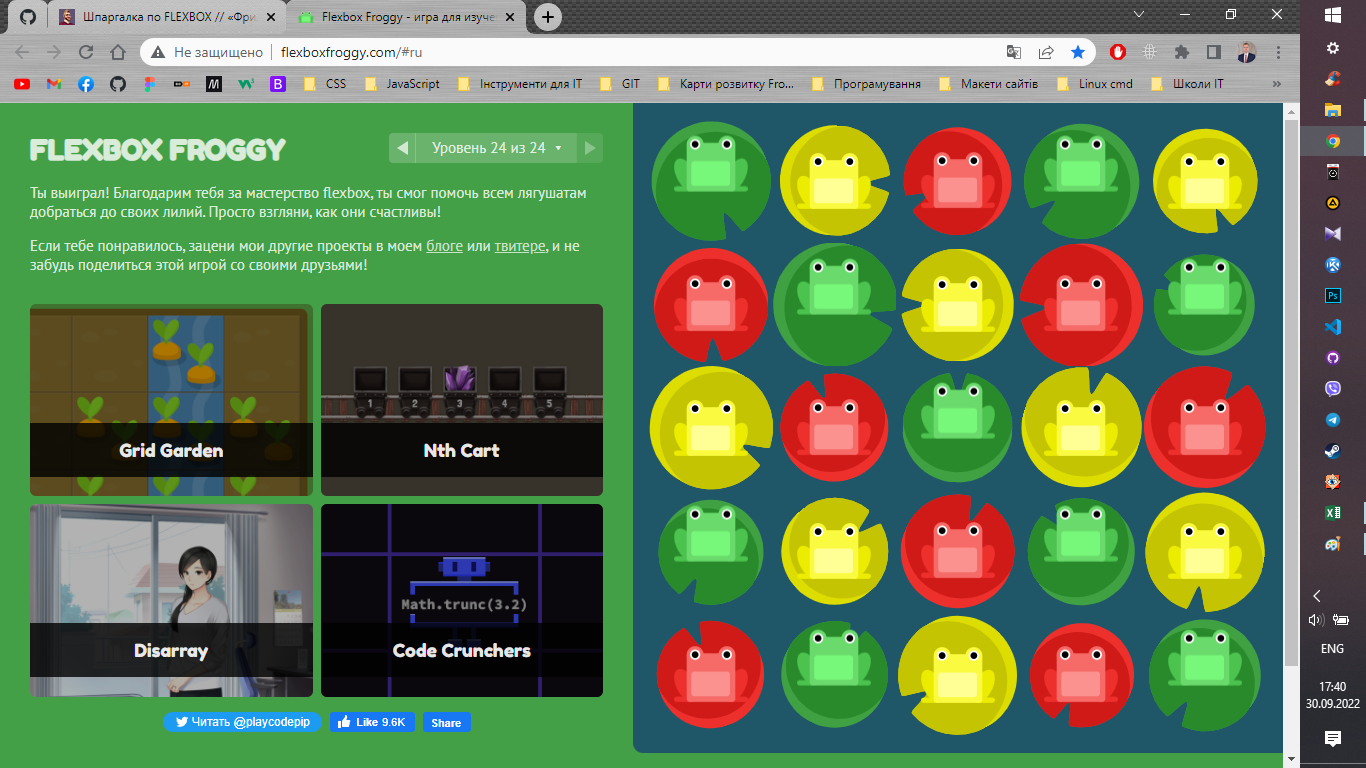 Шпаргалка по FLEXBOX // «Фри
Flexbox Froggy - игра для изуче
Не защищено
flexboxfroggy.com/#ru
CSS
JavaScript
Інструменти для IT
GIT
Карти розвитку Fro...
Програмування
Макети сайтів
Linux cmd
Школи IT
»
FLEXBOX FROGGY
Уровень 24 из 24
Ты выиграл! Благодарим тебя за мастерство flexbox, ты смог помочь всем лягушатам
добраться до своих лилий. Просто взгляни, как они счастливы!
Если тебе понравилось, зацени мои другие проекты в моем блоге или твитере, и не
забудь поделиться этой игрой со своими друзьями!
Grid Garden
1 2 3 4 5
Nth Cart
Disarray
Math.trunc(3.2)
Code Crunchers
Читать @playcodepip
Like 9.6K
Share
ENG
17:40
30.09.2022